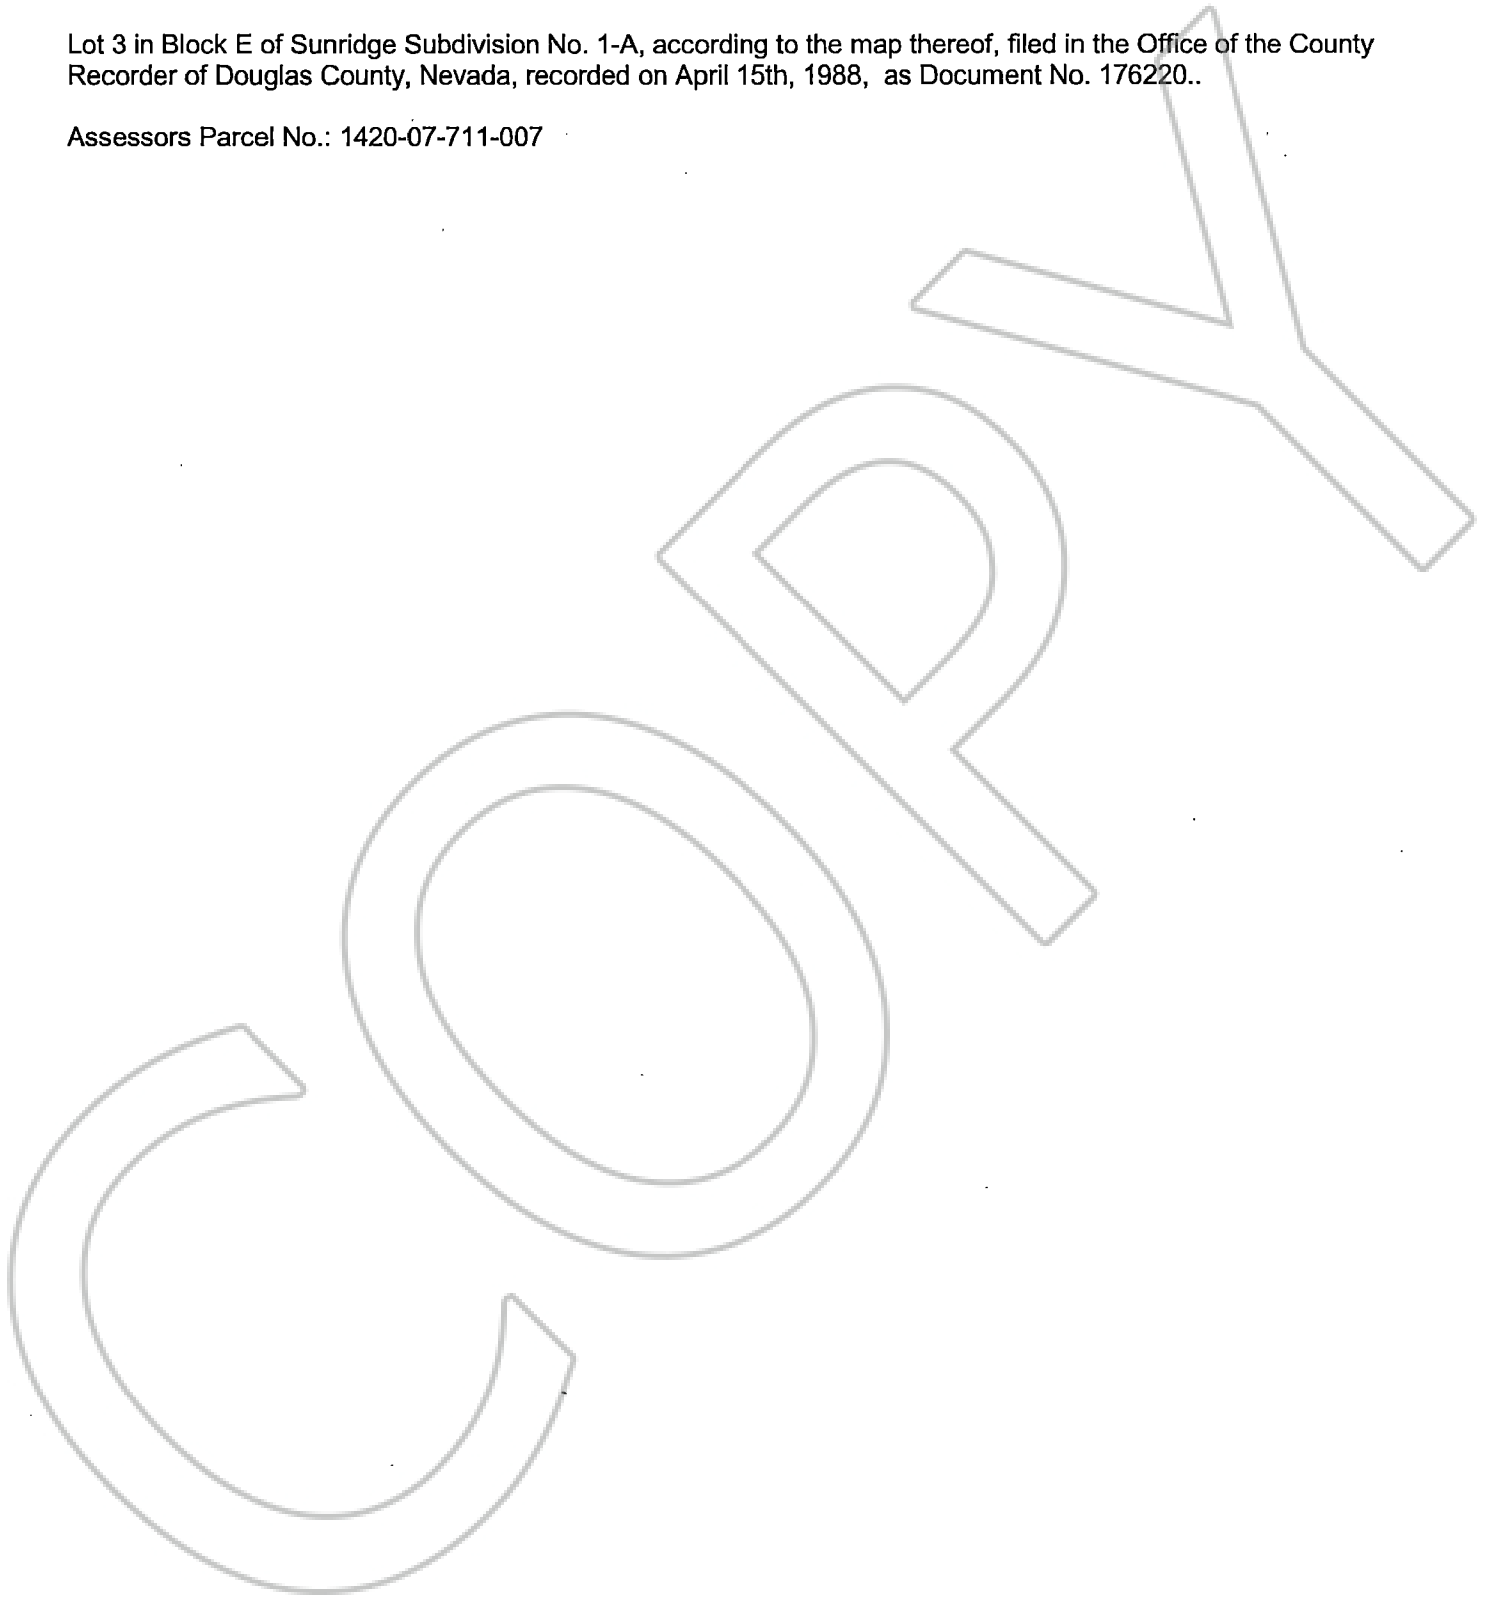 Lot 3 in Block E of Sunridge Subdivision No. 1-A, according to the map thereof, filed in the Office of the County
Recorder of Douglas County, Nevada, recorded on April 15th, 1988,  as Document No. 176220..
Assessors Parcel No.: 1420-07-711-007
COPY